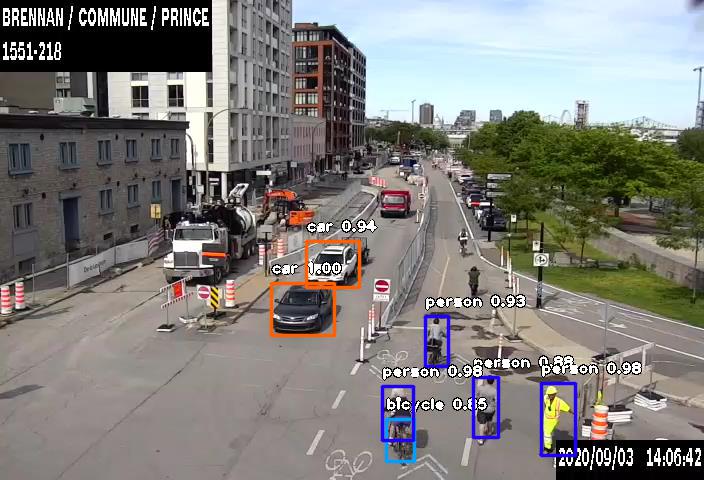 BRENNAN / COMMUNE / PRINCE
1551-218
car 0.94
car 1.00
person 0.93
person 0.88
person 0.98
person 0.98
bicycle 0.85
2020/09/03 14:06:42